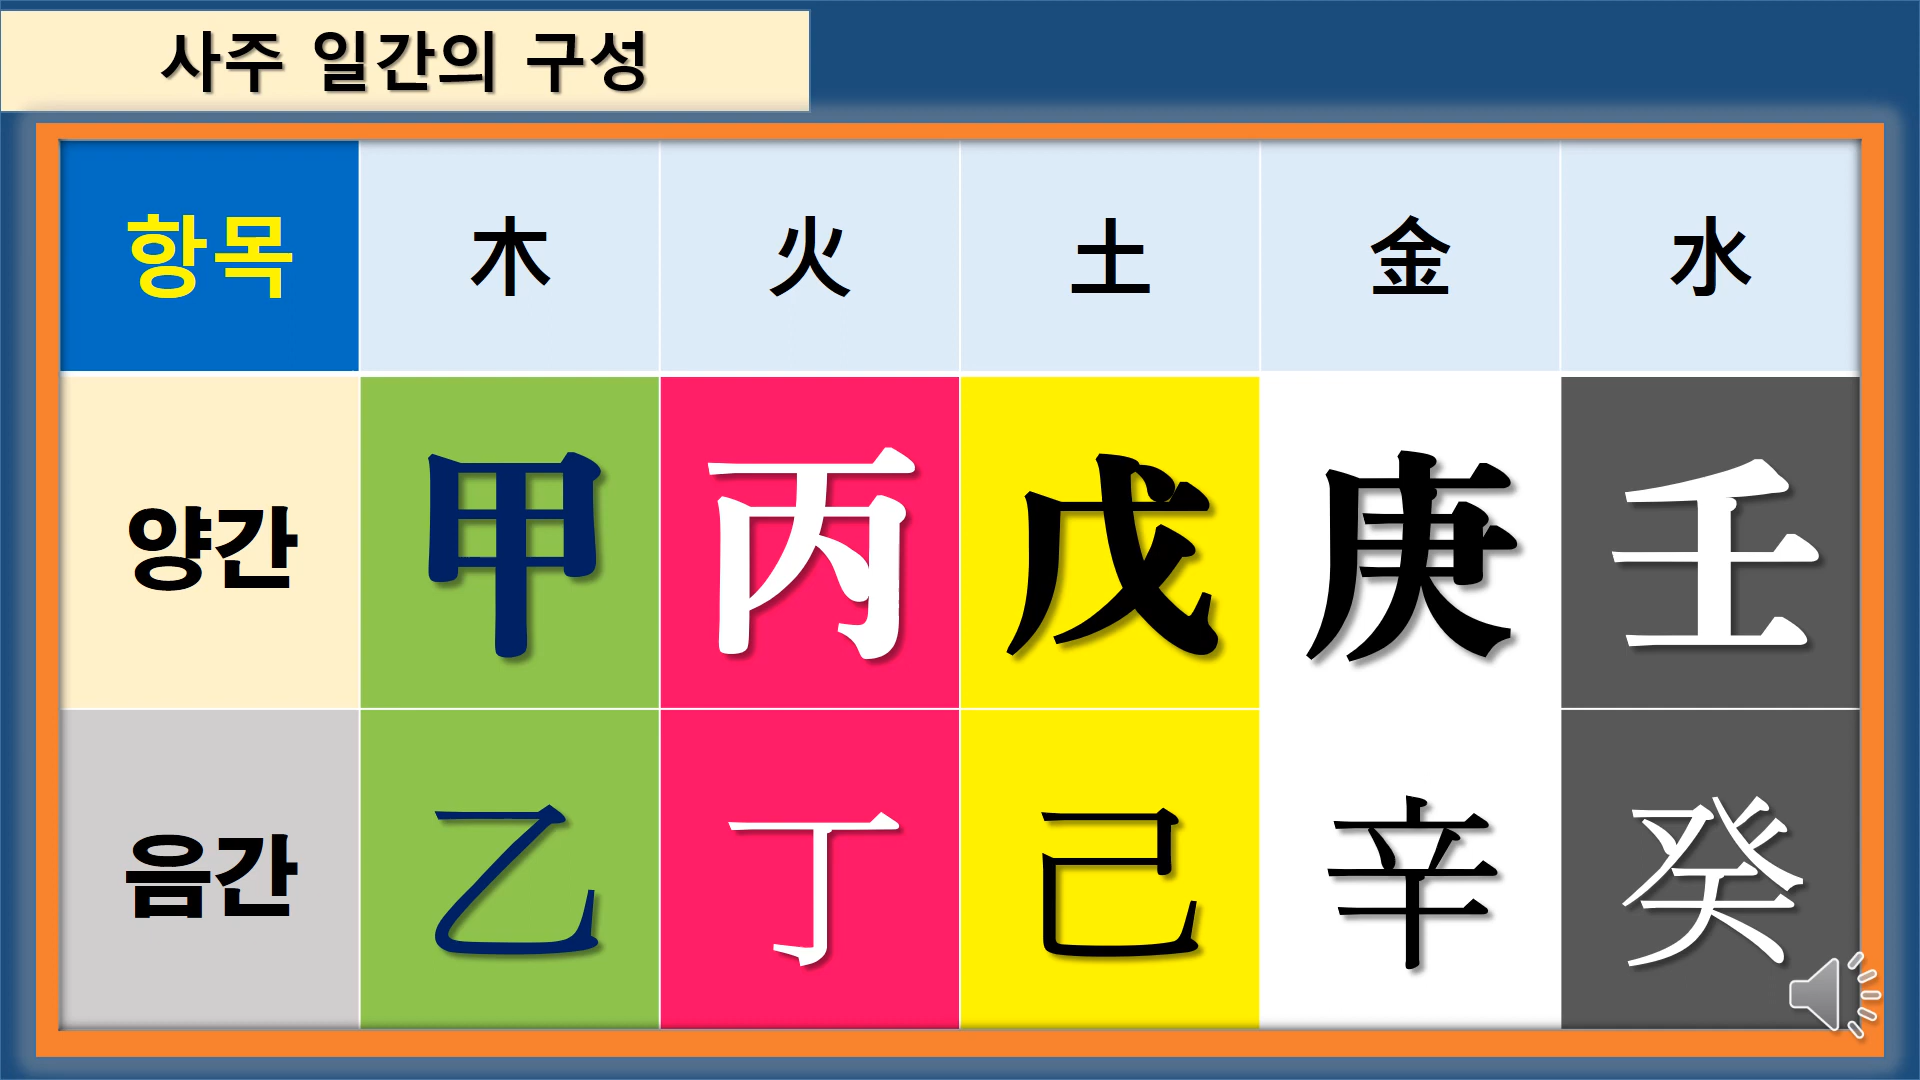 사주 일간의 구성
항목 木 火 土 金 水
양간 甲 丙 戊 庚 壬
음간 乙 丁 己 辛 癸